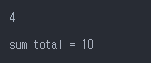 4
sum total = 10